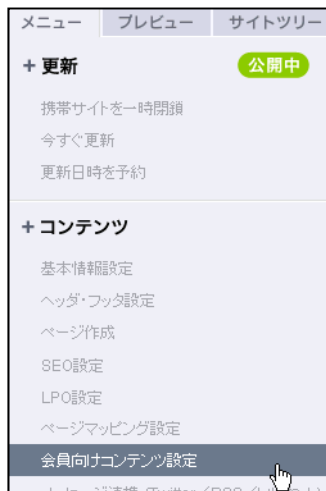 メニュー プレビュー サイトツリー
+ 更新 公開中
携帯サイトを一時閉鎖
今すぐ更新
更新日時を予約
+ コンテンツ
基本情報設定
ヘッダ・フッタ設定
ページ作成
SEO設定
LPO設定
ページマッピング設定
会員向けコンテンツ設定